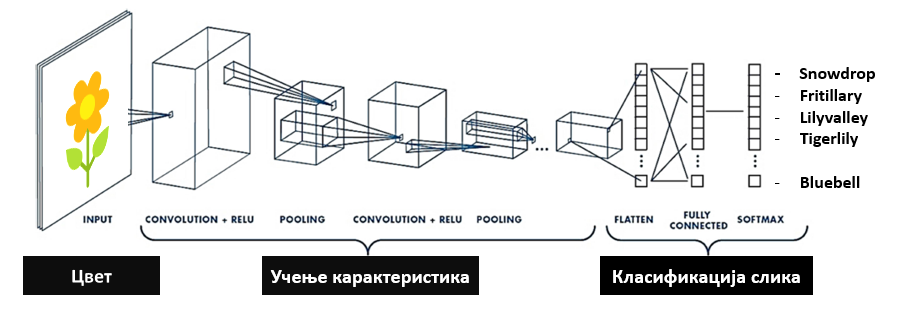 - Snowdrop
- Fritillary
- Lilyvalley
- Tigerlily
- Bluebell
INPUT
CONVOLUTION + RELU
POOLING
CONVOLUTION + RELU
POOLING
...
FLATTEN
FULLY
CONNECTED
SOFTMAX
Цвет
Учење карактеристика
Класификација слика